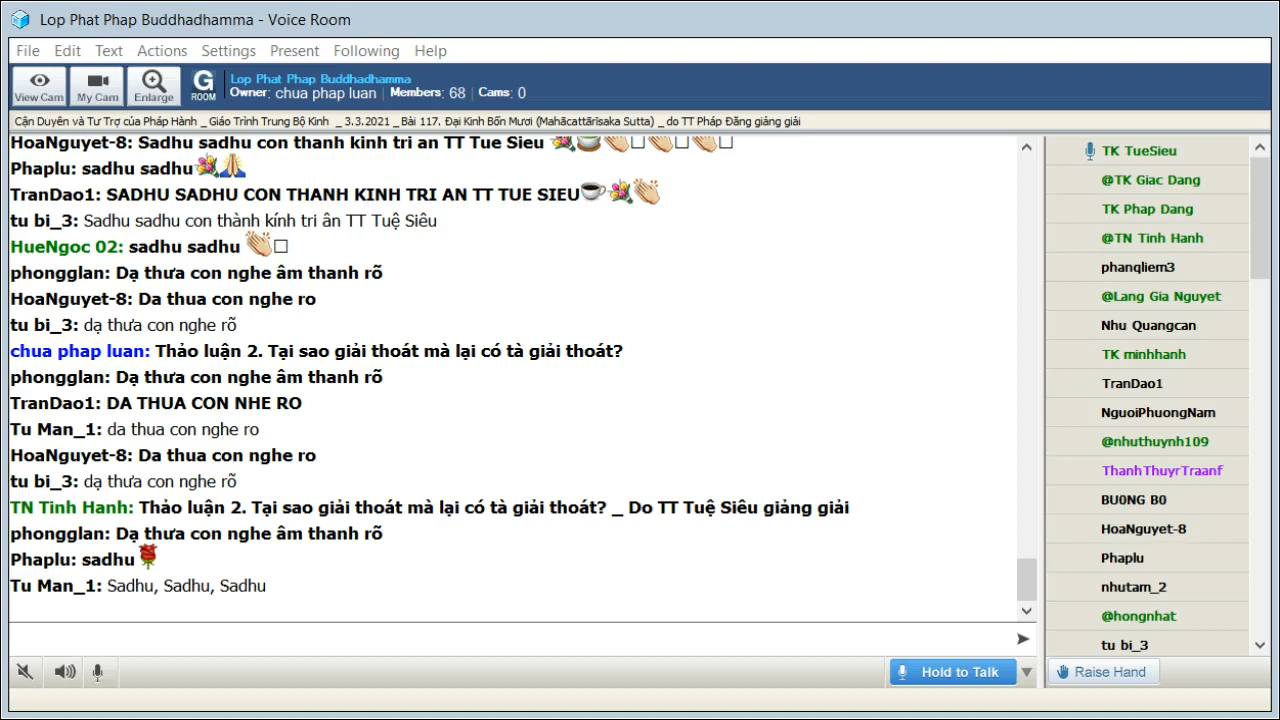 Lop Phat Phap Buddhadhamma - Voice Room
File Edit Text Actions Settings Present Following Help
View Cam My Cam Enlarge G ROOM
Lop Phat Phap Buddhadhamma
Owner: chua phap luan Members: 68 Cams: 0
Cận Duyên và Tư Trợ của Pháp Hành _ Giáo Trình Trung Bộ Kinh _ 3.3.2021 _ Bài 117. Đại Kinh Bốn Mươi (Mahācattārīsaka Sutta) _ do TT Pháp Đăng giảng giải
HoaNguyet-8: Sadhu sadhu con thanh kinh tri an TT Tue Sieu
Phaplu: sadhu sadhu
TranDao1: SADHU SADHU CON THANH KINH TRI AN TT TUE SIEU
tu bi_3: Sadhu sadhu con thành kính tri ân TT Tuệ Siêu
HueNgoc 02: sadhu sadhu
phongglan: Dạ thưa con nghe âm thanh rõ
HoaNguyet-8: Da thua con nghe ro
tu bi_3: dạ thưa con nghe rõ
chua phap luan: Thảo luận 2. Tại sao giải thoát mà lại có tà giải thoát?
phongglan: Dạ thưa con nghe âm thanh rõ
TranDao1: DA THUA CON NHE RO
Tu Man_1: da thua con nghe ro
HoaNguyet-8: Da thua con nghe ro
tu bi_3: dạ thưa con nghe rõ
TN Tinh Hanh: Thảo luận 2. Tại sao giải thoát mà lại có tà giải thoát? _ Do TT Tuệ Siêu giảng giải
phongglan: Dạ thưa con nghe âm thanh rõ
Phaplu: sadhu
Tu Man_1: Sadhu, Sadhu, Sadhu
TK TueSieu
@TK Giac Dang
TK Phap Dang
@TN Tinh Hanh
phanqliem3
@Lang Gia Nguyet
Nhu Quangcan
TK minhhanh
TranDao1
NguoiPhuongNam
@nhuthuynh109
ThanhThuyrTraanf
BU0NG B0
HoaNguyet-8
Phaplu
nhutam_2
@hongnhat
tu bi_3
Hold to Talk
Raise Hand